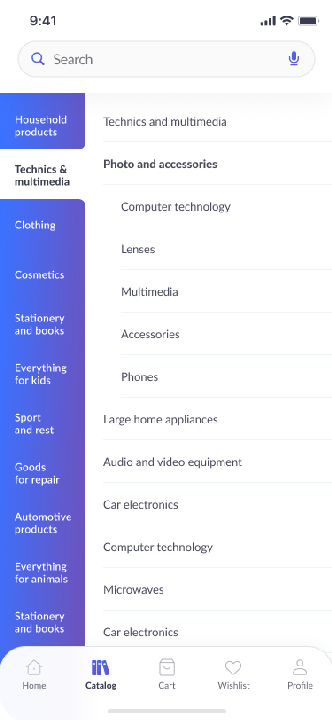 9:41
Search
Household
products
Technics &
multimedia
Clothing
Cosmetics
Stationery
and books
Everything
for kids
Sport
and rest
Goods
for repair
Automotive
products
Everything
for animals
Stationery
and books
Technics and multimedia
Photo and accessories
Computer technology
Lenses
Multimedia
Accessories
Phones
Large home appliances
Audio and video equipment
Car electronics
Computer technology
Microwaves
Car electronics
Home
Catalog
Cart
Wishlist
Profile